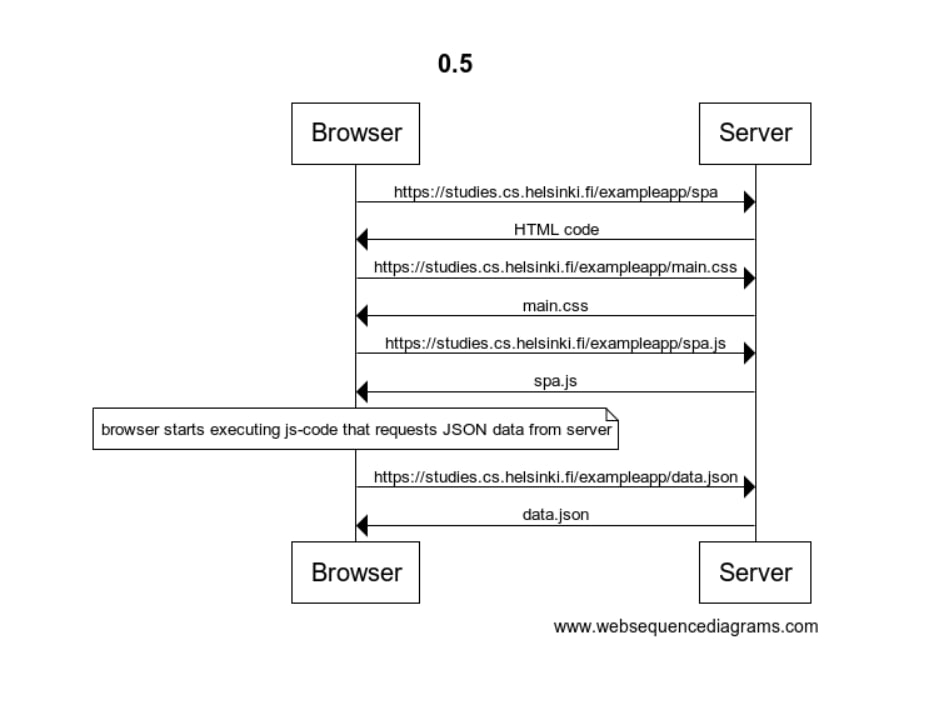 0.5
Browser
Server
https://studies.cs.helsinki.fi/exampleapp/spa
HTML code
https://studies.cs.helsinki.fi/exampleapp/main.css
main.css
https://studies.cs.helsinki.fi/exampleapp/spa.js
spa.js
browser starts executing js-code that requests JSON data from server
https://studies.cs.helsinki.fi/exampleapp/data.json
data.json
Browser
Server
www.websequencediagrams.com